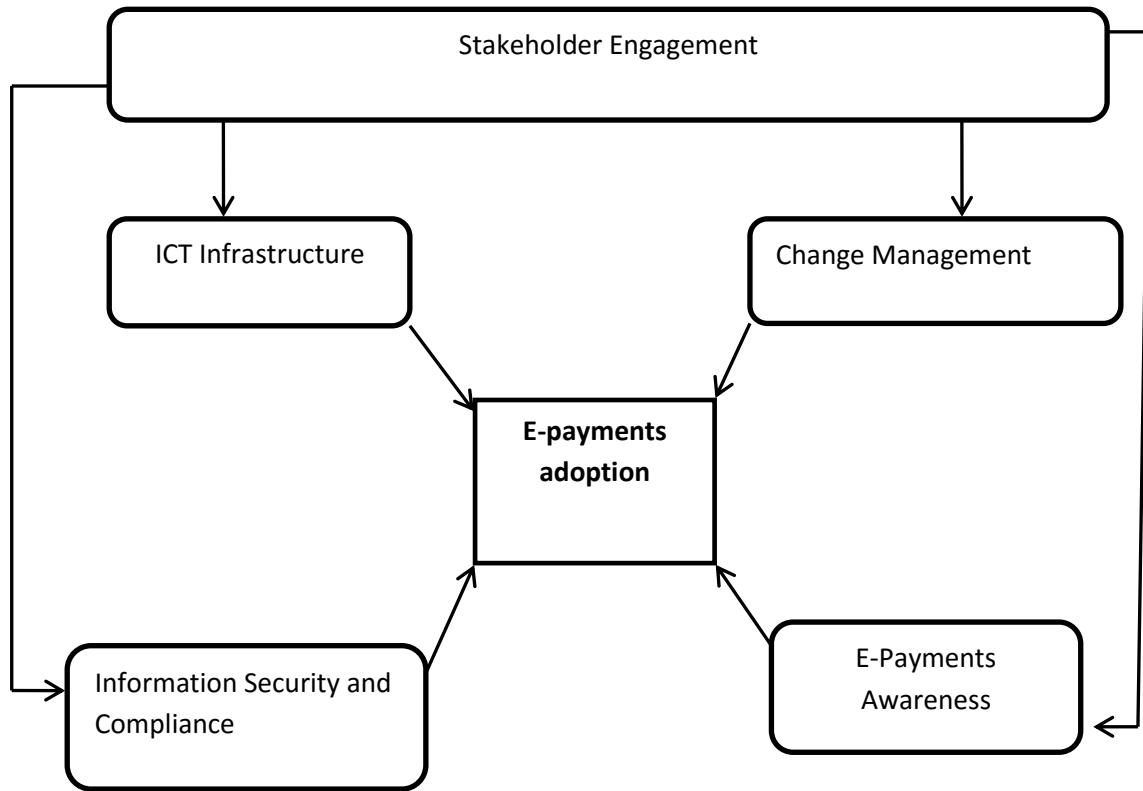 Stakeholder Engagement
ICT Infrastructure
Change Management
E-payments
adoption
Information Security and
Compliance
E-Payments
Awareness